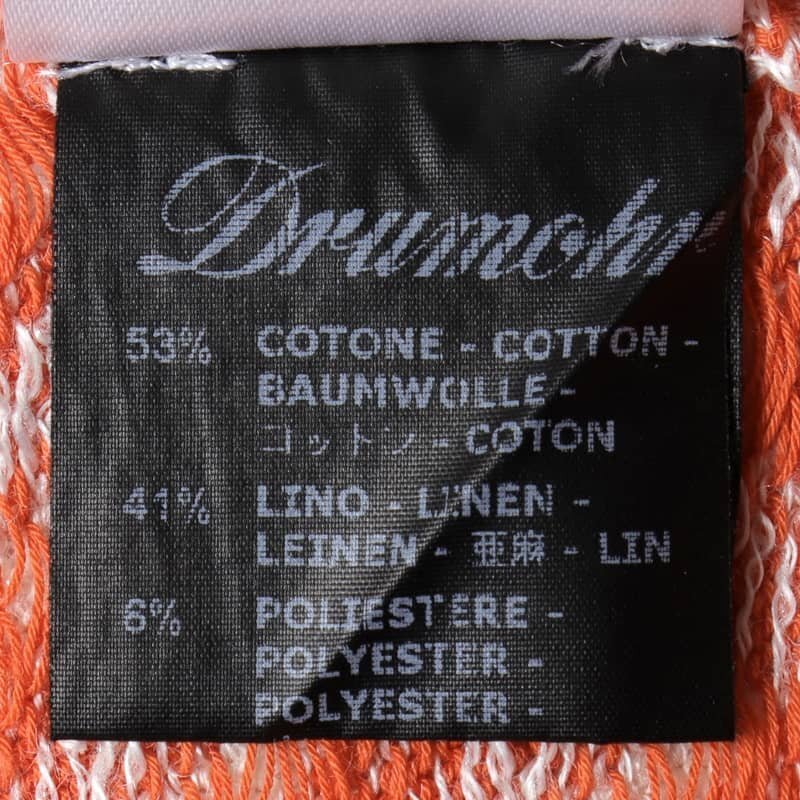 Drumohr
53% COTONE - COTTON -
BAUMWOLLE -
コットン - COTON
41% LINO - LINEN -
LEINEN - 亜麻 - LIN
6% POLIESTERE -
POLYESTER -
POLYESTER -